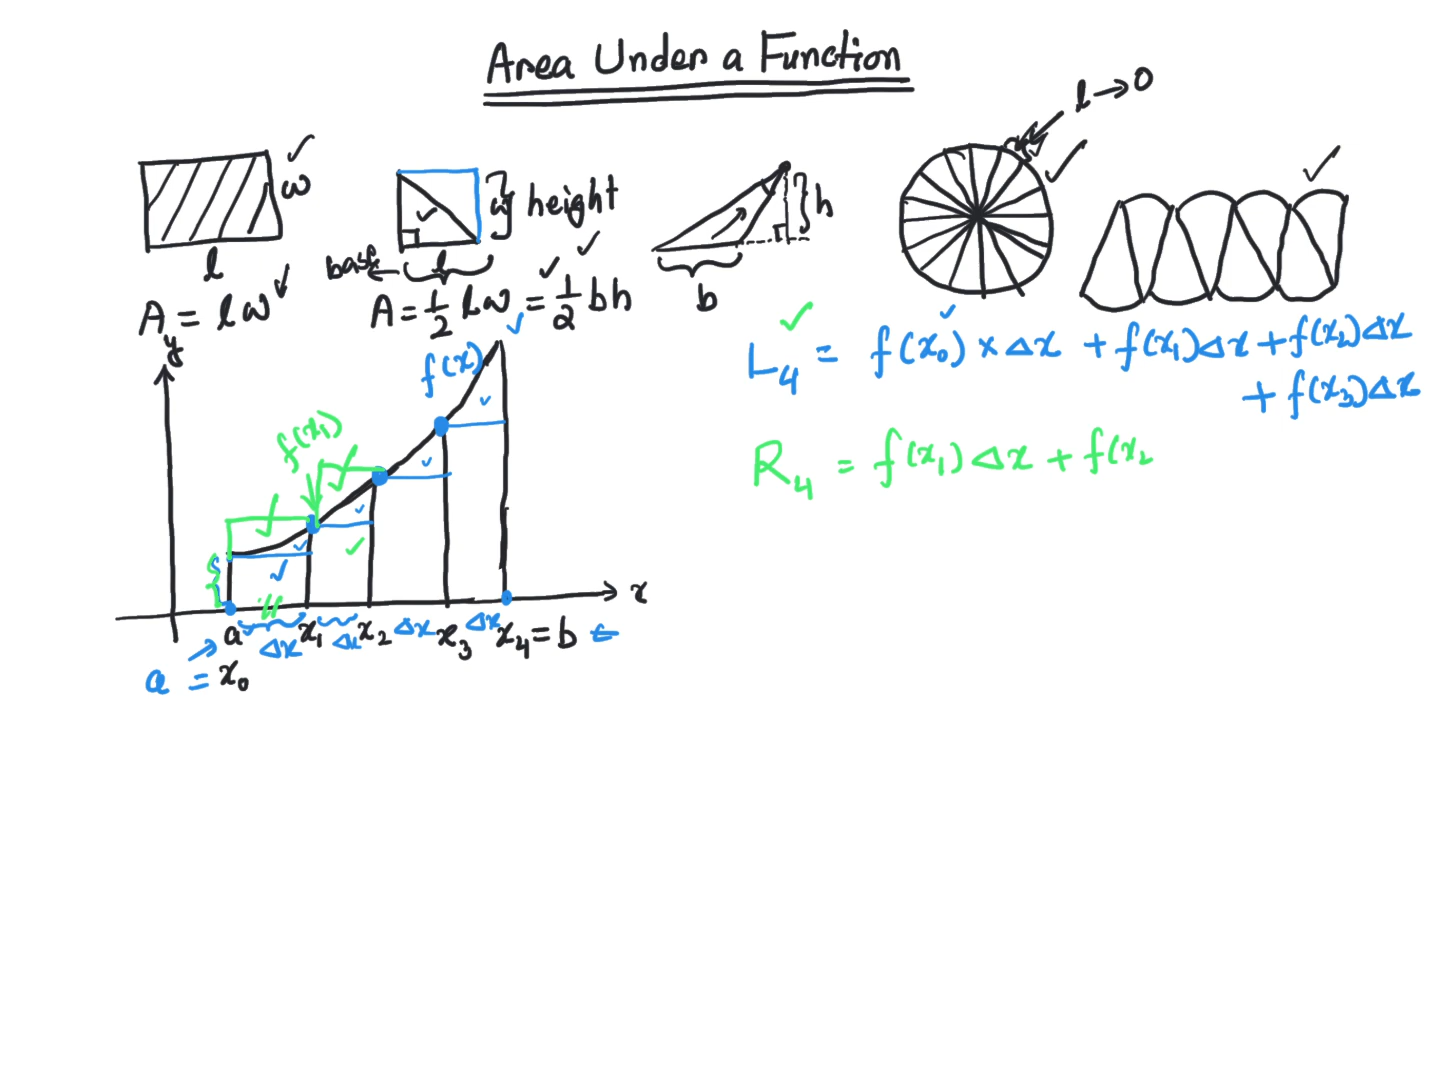 Area Under a Function
l → 0
w
l
A = lw
w height
base
l
A = 1/2 lw = 1/2 bh
h
b
y
f(x)
f(x₁)
L₄ = f(x₀) × Δx + f(x₁)Δx + f(x₂)Δx
+ f(x₃)Δx
R₄ = f(x₁)Δx + f(x₂
x
a x₁ x₂ x₃ x₄ = b
Δx Δx Δx Δx
a = x₀